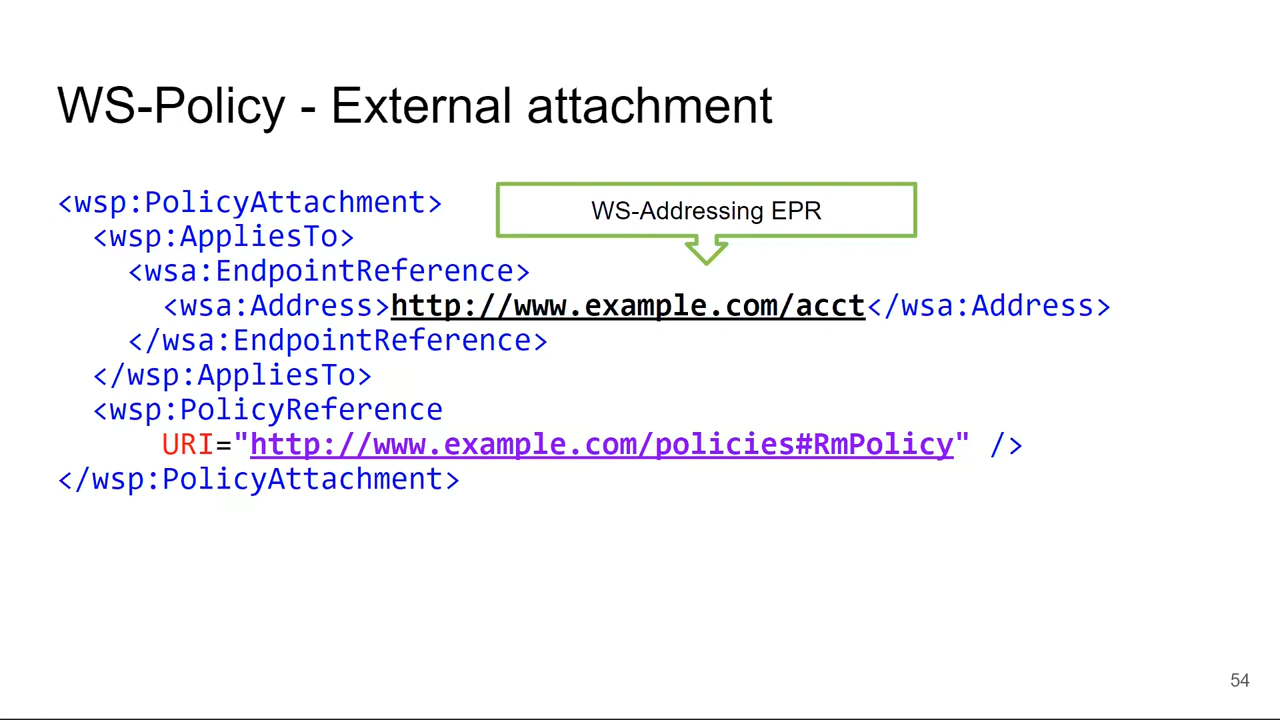 WS-Policy - External attachment
<wsp:PolicyAttachment>
WS-Addressing EPR
<wsp:AppliesTo>
<wsa:EndpointReference>
<wsa:Address>http://www.example.com/acct</wsa:Address>
</wsa:EndpointReference>
</wsp:AppliesTo>
<wsp:PolicyReference
URI="http://www.example.com/policies#RmPolicy" />
</wsp:PolicyAttachment>
54